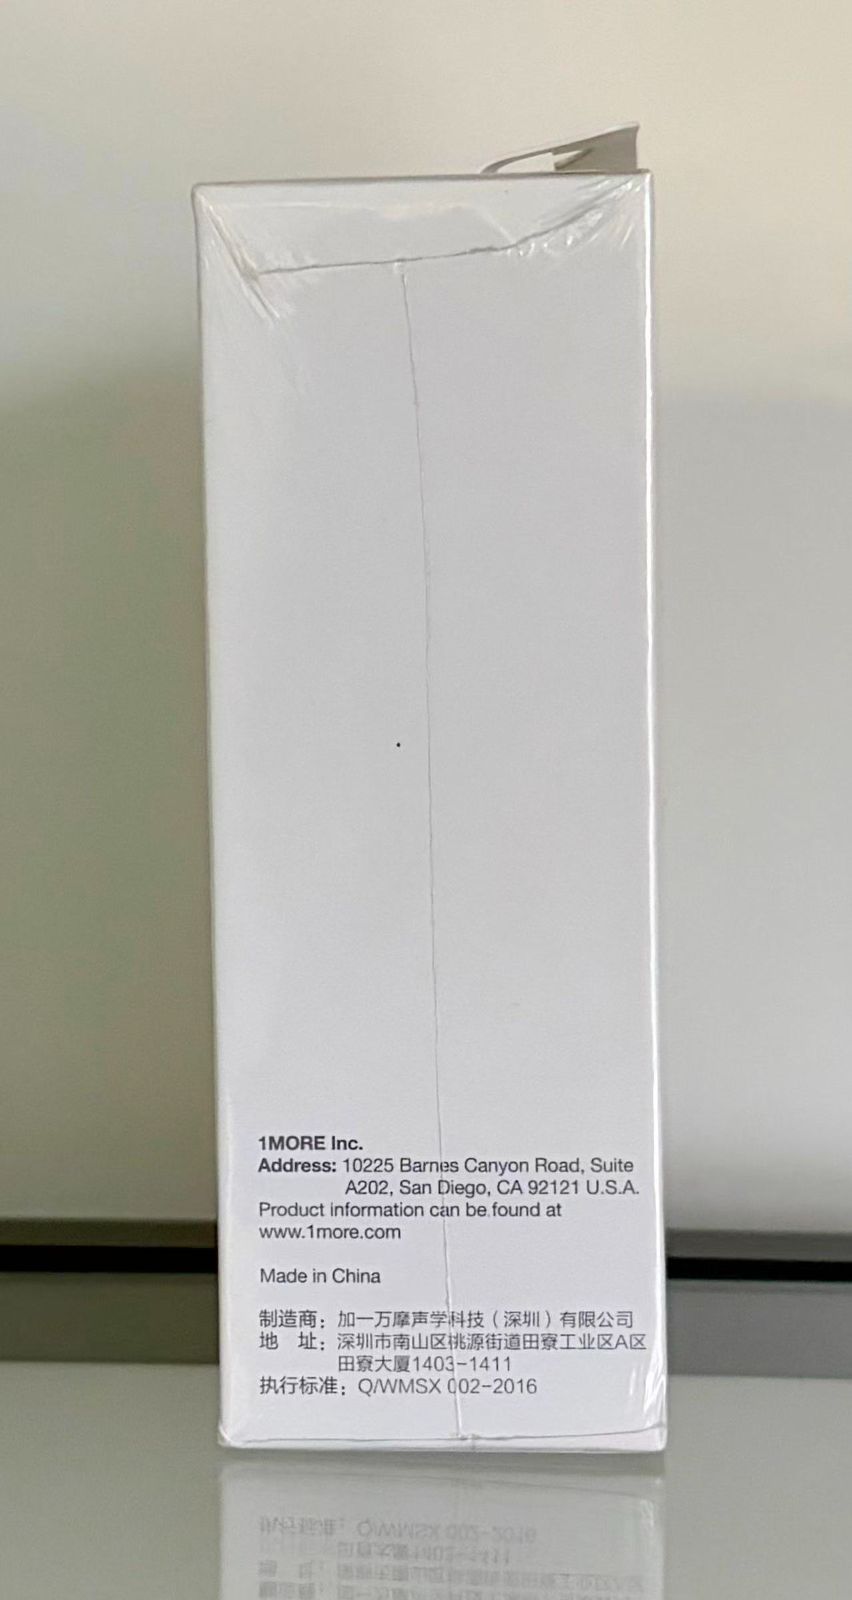 1MORE Inc.
Address: 10225 Barnes Canyon Road, Suite
A202, San Diego, CA 92121 U.S.A.
Product information can be found at
www.1more.com
Made in China
制造商：加一万摩声学科技（深圳）有限公司
地　址：深圳市南山区桃源街道田寮工业区A区
田寮大厦1403-1411
执行标准：Q/WMSX 002-2016